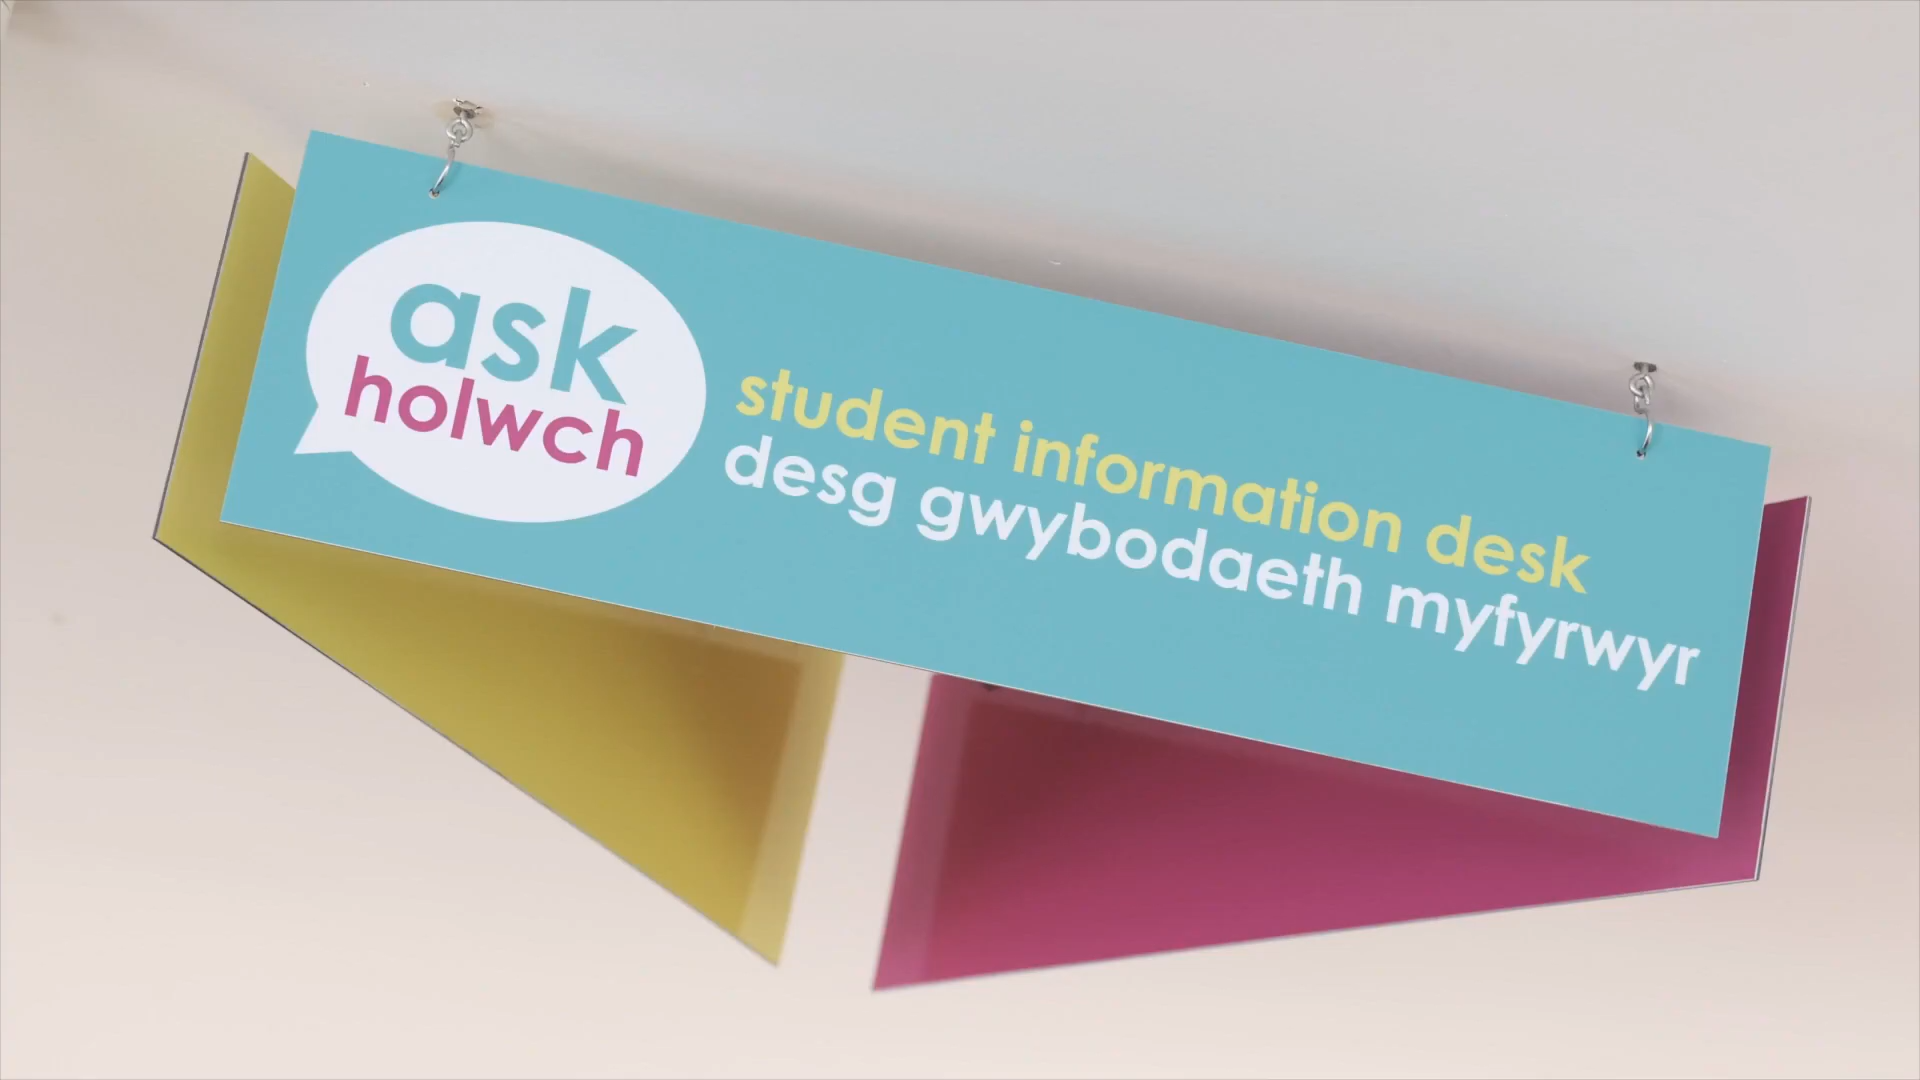 ask
holwch
student information desk
desg gwybodaeth myfyrwyr